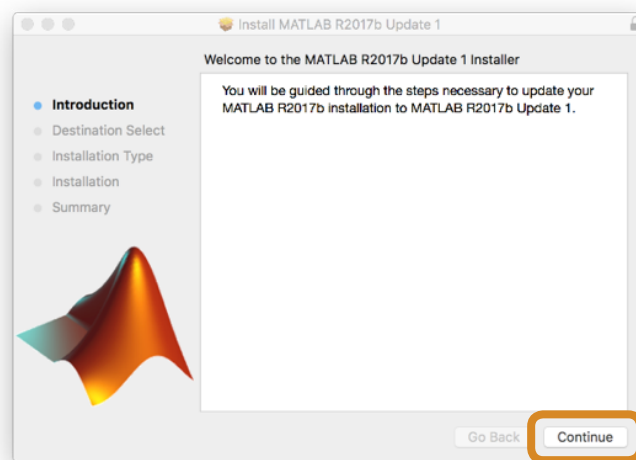 Install MATLAB R2017b Update 1
Welcome to the MATLAB R2017b Update 1 Installer
Introduction
Destination Select
Installation Type
Installation
Summary
You will be guided through the steps necessary to update your
MATLAB R2017b installation to MATLAB R2017b Update 1.
Go Back
Continue